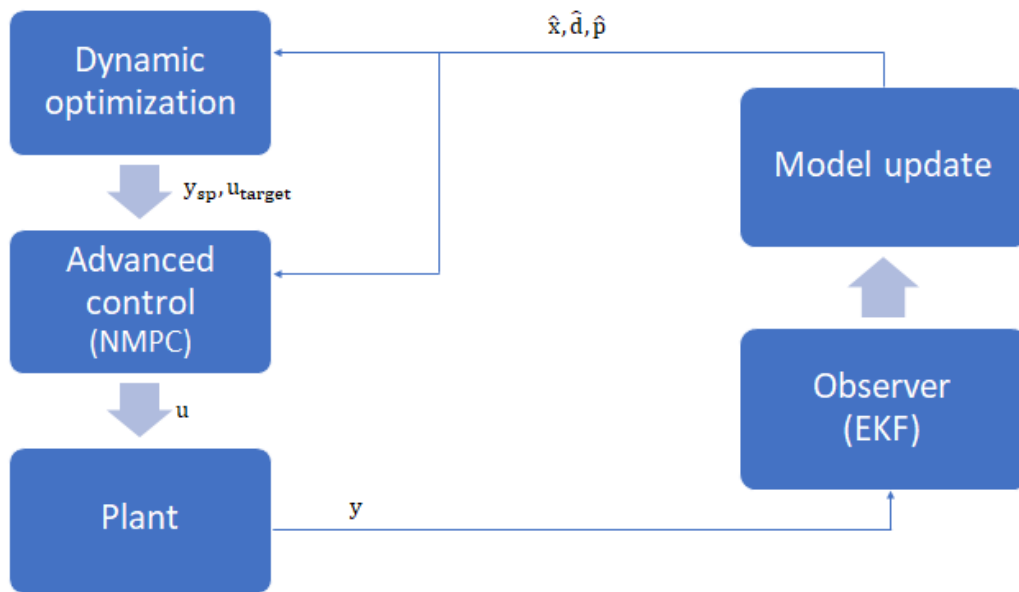 x̂, d̂, p̂
Dynamic
optimization
Model update
y_sp, u_target
Advanced
control
(NMPC)
Observer
(EKF)
u
Plant
y